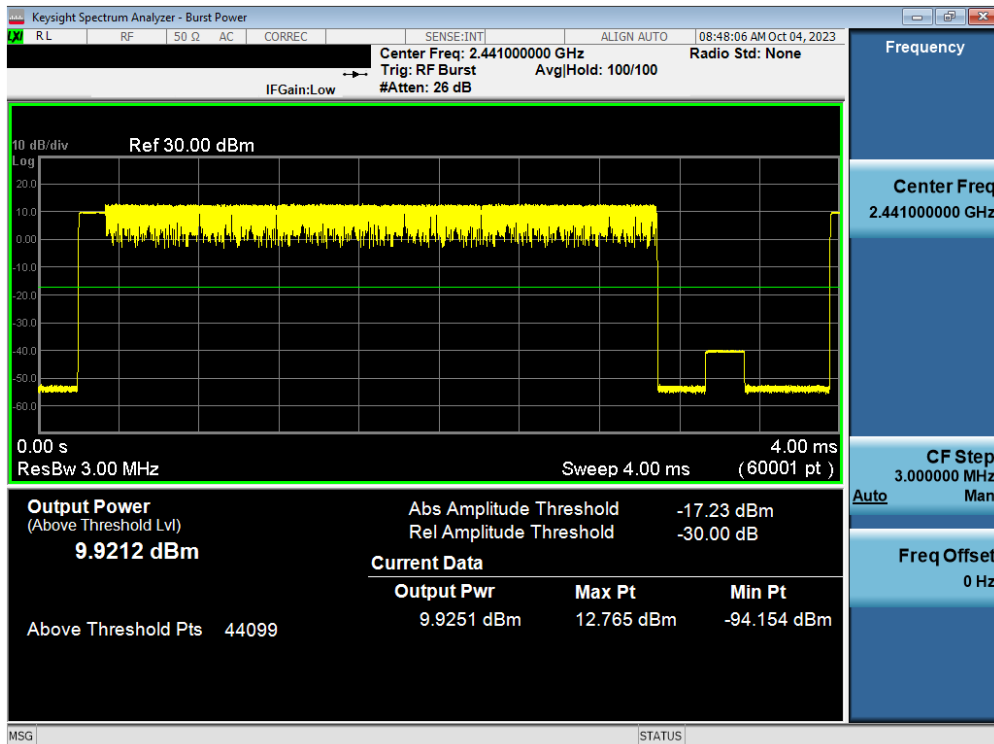 Keysight Spectrum Analyzer - Burst Power
LXI RL RF 50 Ω AC CORREC SENSE:INT ALIGN AUTO 08:48:06 AM Oct 04, 2023
Center Freq: 2.441000000 GHz Radio Std: None
Trig: RF Burst Avg|Hold: 100/100
IFGain:Low #Atten: 26 dB
10 dB/div Ref 30.00 dBm
Log
20.0
10.0
0.00
-10.0
-20.0
-30.0
-40.0
-50.0
-60.0
0.00 s 4.00 ms
ResBw 3.00 MHz Sweep 4.00 ms (60001 pt )
Output Power
(Above Threshold Lvl)
9.9212 dBm
Above Threshold Pts 44099
Abs Amplitude Threshold -17.23 dBm
Rel Amplitude Threshold -30.00 dB
Current Data
Output Pwr Max Pt Min Pt
9.9251 dBm 12.765 dBm -94.154 dBm
Frequency
Center Freq
2.441000000 GHz
CF Step
3.000000 MHz
Auto Man
Freq Offset
0 Hz
MSG STATUS